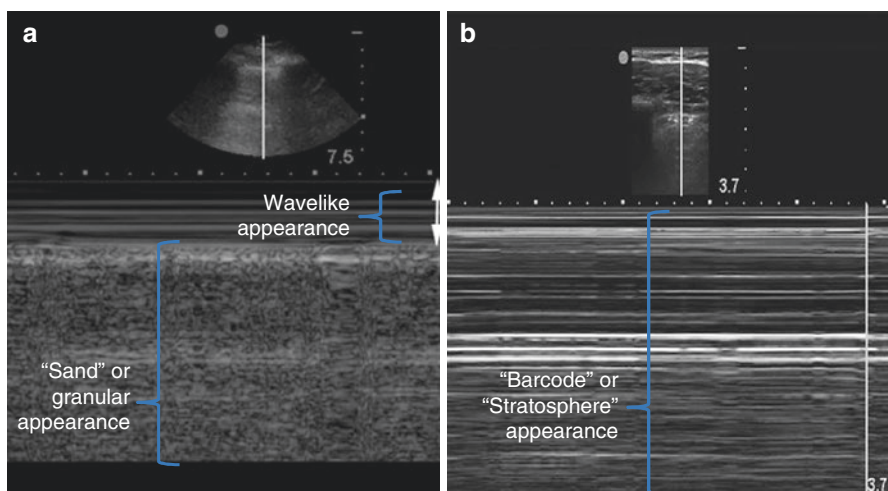 a
7.5
Wavelike
appearance
“Sand” or
granular
appearance
b
3.7
“Barcode” or
“Stratosphere”
appearance
3.7